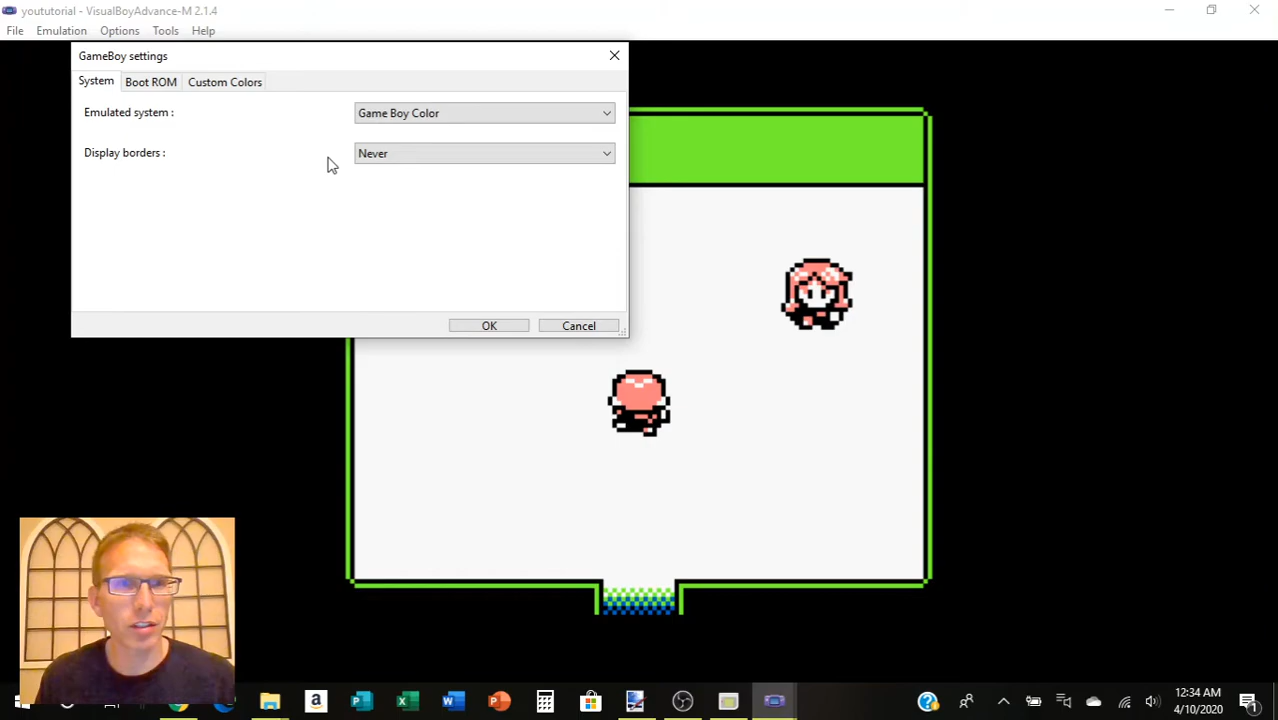 yoututorial - VisualBoyAdvance-M 2.1.4
File Emulation Options Tools Help
GameBoy settings
System Boot ROM Custom Colors
Emulated system : Game Boy Color
Display borders : Never
OK Cancel
12:34 AM
4/10/2020